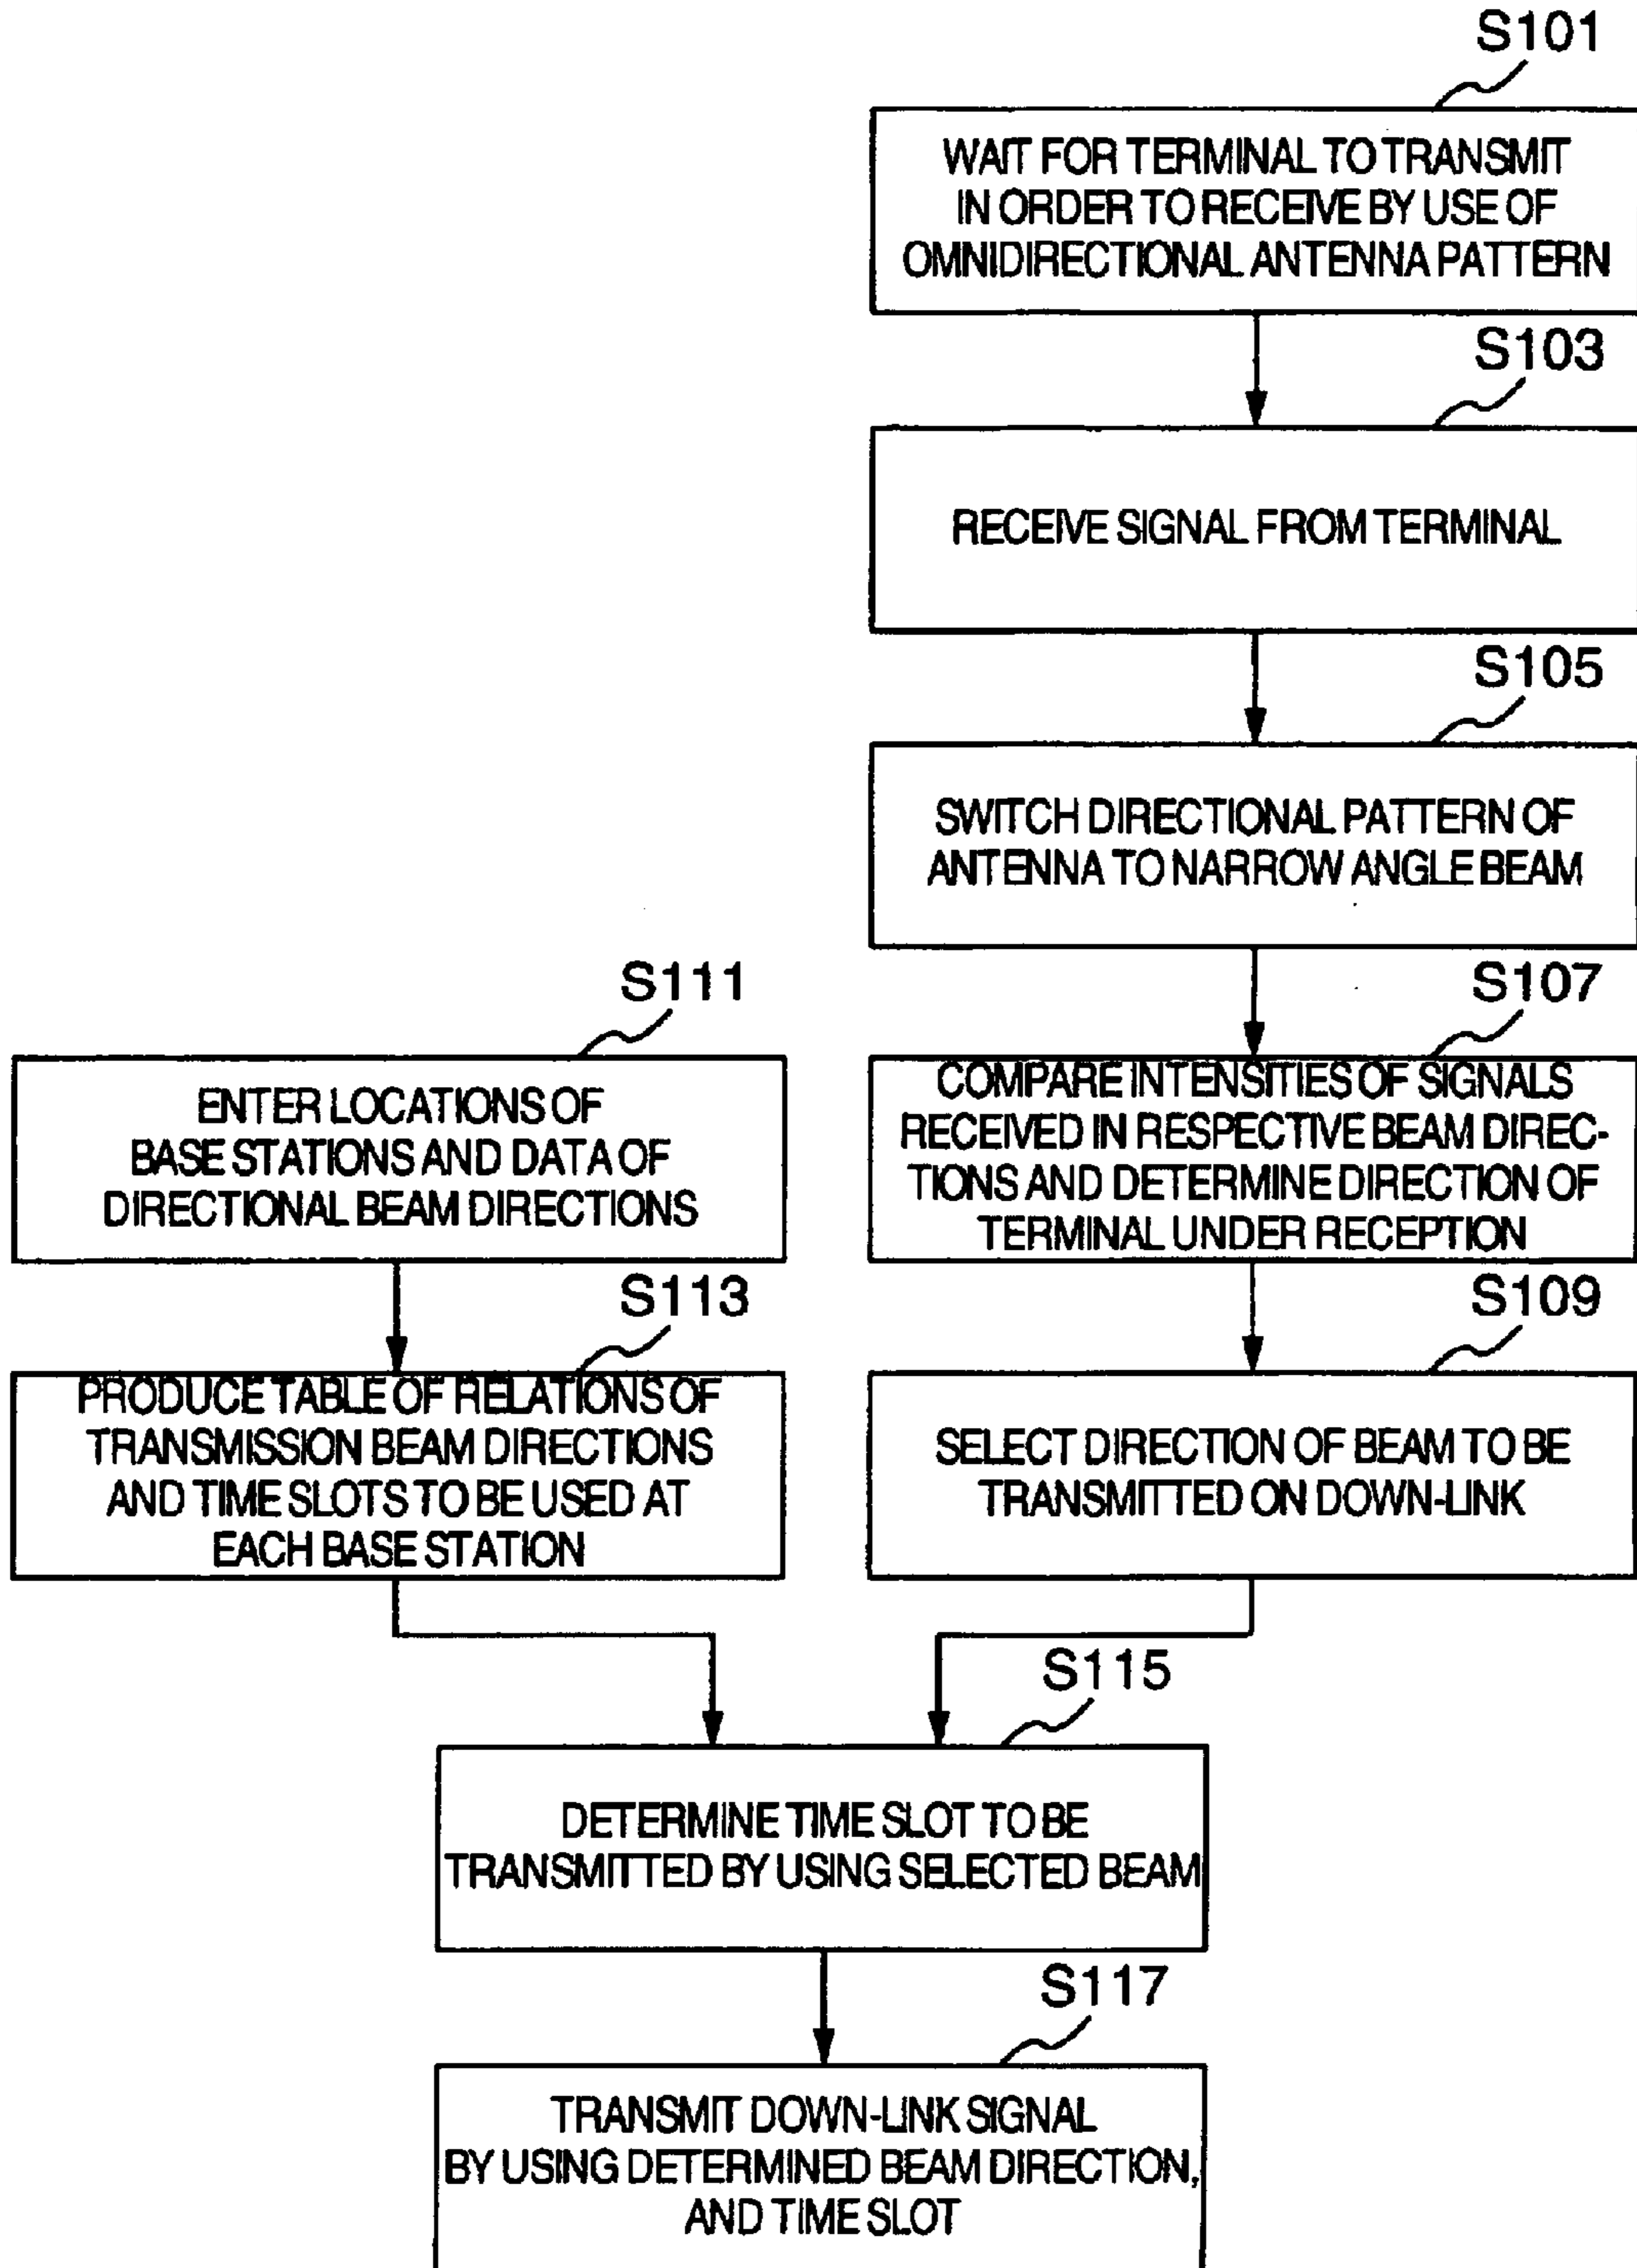 S101
WAIT FOR TERMINAL TO TRANSMIT
IN ORDER TO RECEIVE BY USE OF
OMNIDIRECTIONAL ANTENNA PATTERN
S103
RECEIVE SIGNAL FROM TERMINAL
S105
SWITCH DIRECTIONAL PATTERN OF
ANTENNA TO NARROW ANGLE BEAM
S111
ENTER LOCATIONS OF
BASE STATIONS AND DATA OF
DIRECTIONAL BEAM DIRECTIONS
S107
COMPARE INTENSITIES OF SIGNALS
RECEIVED IN RESPECTIVE BEAM DIREC-
TIONS AND DETERMINE DIRECTION OF
TERMINAL UNDER RECEPTION
S113
PRODUCE TABLE OF RELATIONS OF
TRANSMISSION BEAM DIRECTIONS
AND TIME SLOTS TO BE USED AT
EACH BASE STATION
S109
SELECT DIRECTION OF BEAM TO BE
TRANSMITTED ON DOWN-LINK
S115
DETERMINE TIME SLOT TO BE
TRANSMITTED BY USING SELECTED BEAM
S117
TRANSMIT DOWN-LINK SIGNAL
BY USING DETERMINED BEAM DIRECTION,
AND TIME SLOT